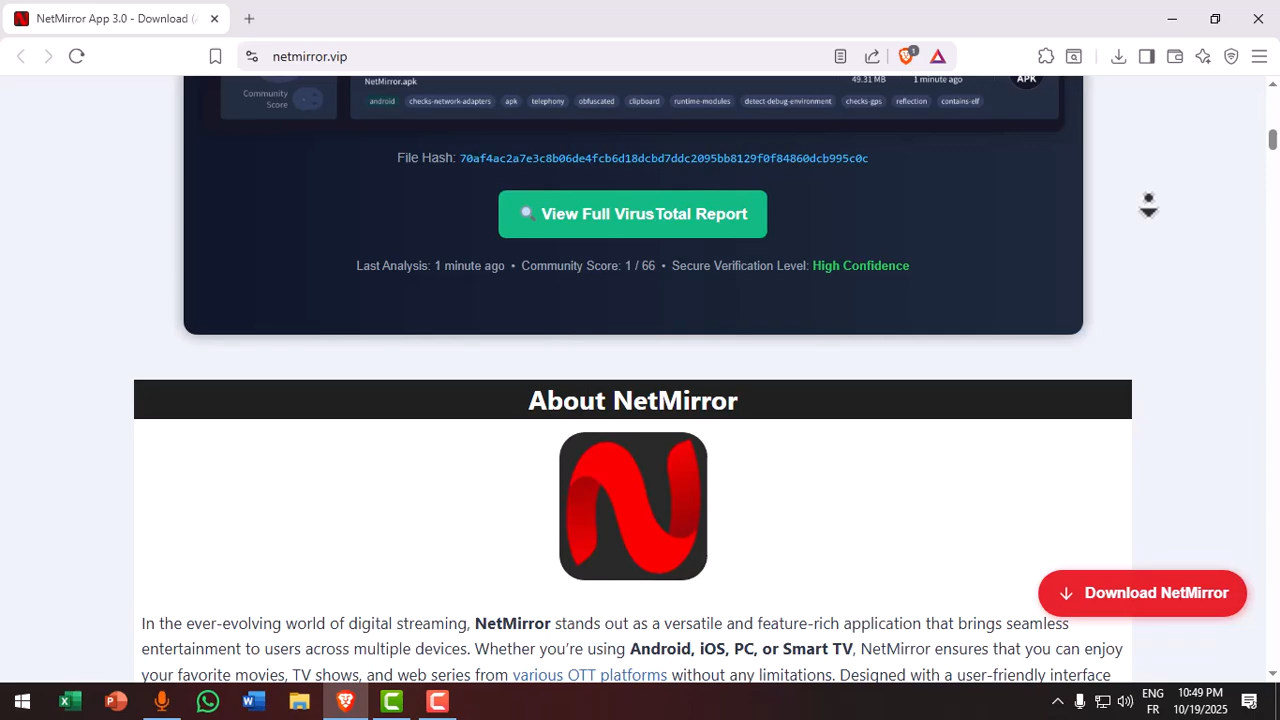 NetMirror App 3.0 - Download (
netmirror.vip
1
Community
Score
NetMirror.apk
49.31 MB
1 minute ago
APK
android
checks-network-adapters
apk
telephony
obfuscated
clipboard
runtime-modules
detect-debug-environment
checks-gps
reflection
contains-elf
File Hash: 70af4ac2a7e3c8b06de4fcb6d18dcbd7ddc2095bb8129f0f84860dcb995c0c
View Full VirusTotal Report
Last Analysis: 1 minute ago • Community Score: 1 / 66 • Secure Verification Level: High Confidence
About NetMirror
In the ever-evolving world of digital streaming, NetMirror stands out as a versatile and feature-rich application that brings seamless
entertainment to users across multiple devices. Whether you’re using Android, iOS, PC, or Smart TV, NetMirror ensures that you can enjoy
your favorite movies, TV shows, and web series from various OTT platforms without any limitations. Designed with a user-friendly interface
Download NetMirror
ENG
FR
10:49 PM
10/19/2025